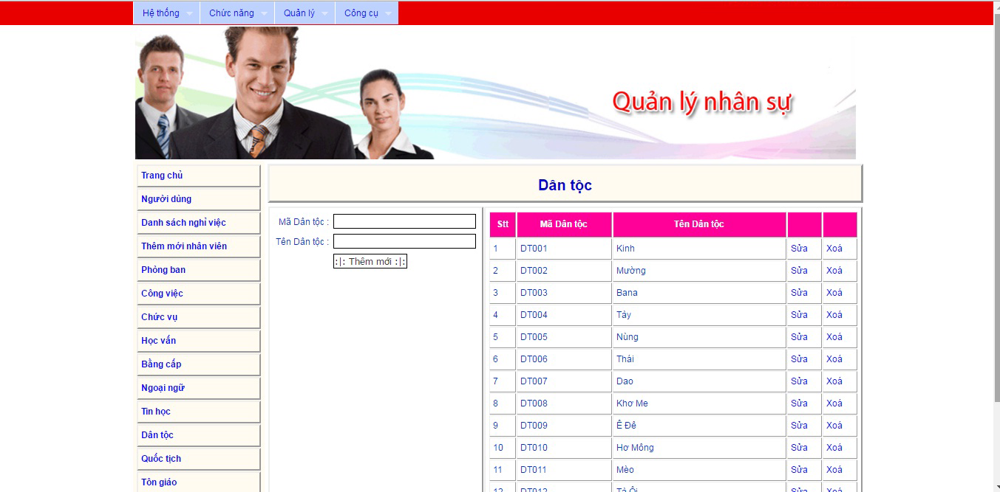 Hệ thống Chức năng Quản lý Công cụ
Quản lý nhân sự
Trang chủ
Người dùng
Danh sách nghỉ việc
Thêm mới nhân viên
Phòng ban
Công việc
Chức vụ
Học vấn
Bằng cấp
Ngoại ngữ
Tin học
Dân tộc
Quốc tịch
Tôn giáo
Dân tộc
Mã Dân tộc :
Tên Dân tộc :
:|: Thêm mới :|:
Stt Mã Dân tộc Tên Dân tộc
1 DT001 Kinh Sửa Xoá
2 DT002 Mường Sửa Xoá
3 DT003 Bana Sửa Xoá
4 DT004 Tày Sửa Xoá
5 DT005 Nùng Sửa Xoá
6 DT006 Thái Sửa Xoá
7 DT007 Dao Sửa Xoá
8 DT008 Khơ Me Sửa Xoá
9 DT009 Ê Đê Sửa Xoá
10 DT010 Hơ Mông Sửa Xoá
11 DT011 Mèo Sửa Xoá
12 DT012 Tà Ôi Sửa Xoá